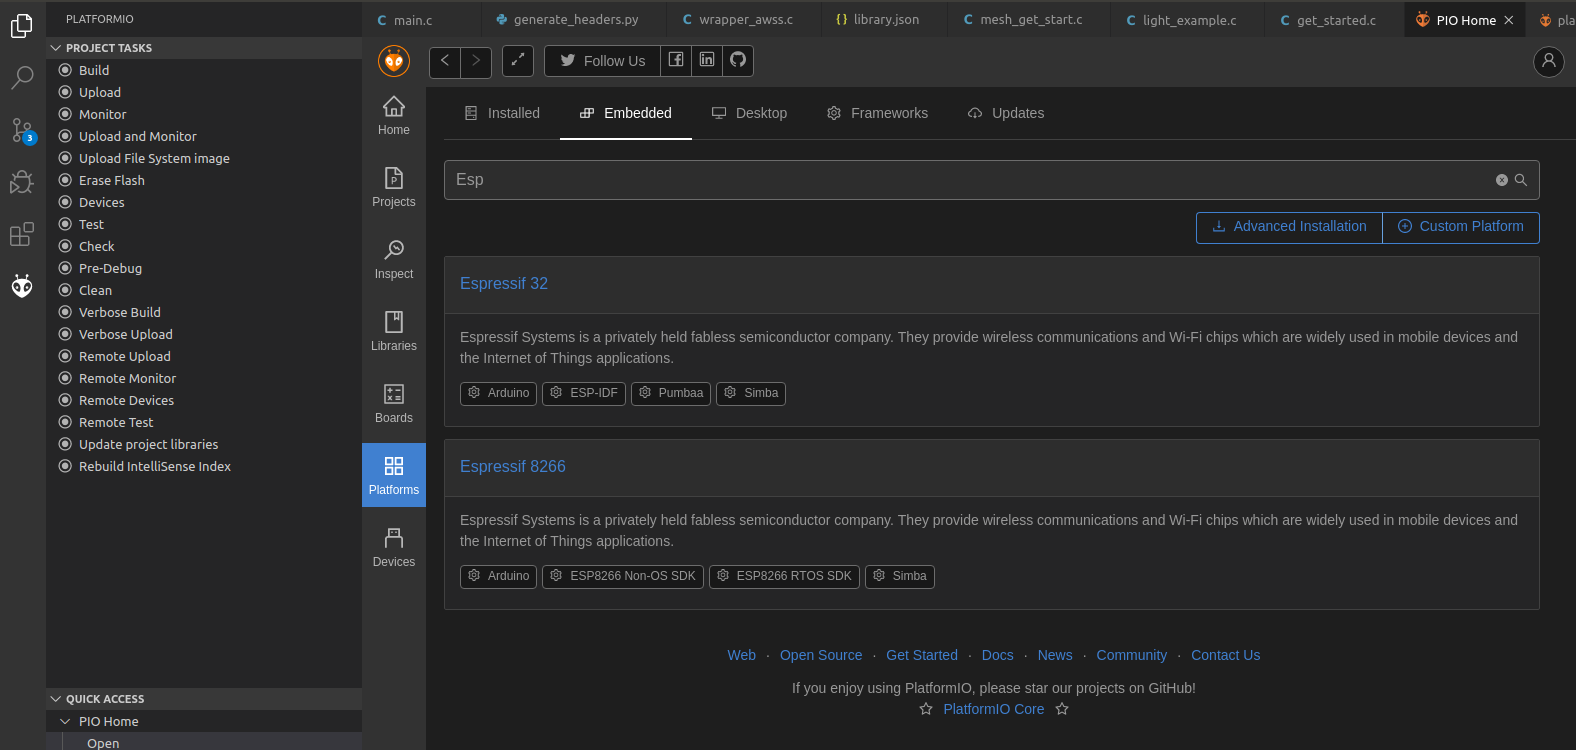 PLATFORMIO
PROJECT TASKS
Build
Upload
Monitor
Upload and Monitor
Upload File System image
Erase Flash
Devices
Test
Check
Pre-Debug
Clean
Verbose Build
Verbose Upload
Remote Upload
Remote Monitor
Remote Devices
Remote Test
Update project libraries
Rebuild IntelliSense Index
QUICK ACCESS
PIO Home
Open
3
C main.c generate_headers.py C wrapper_awss.c {} library.json C mesh_get_start.c C light_example.c C get_started.c PIO Home pla
Follow Us
Home
Projects
Inspect
Libraries
Boards
Platforms
Devices
Installed Embedded Desktop Frameworks Updates
Esp
Advanced Installation Custom Platform
Espressif 32
Espressif Systems is a privately held fabless semiconductor company. They provide wireless communications and Wi-Fi chips which are widely used in mobile devices and
the Internet of Things applications.
Arduino ESP-IDF Pumbaa Simba
Espressif 8266
Espressif Systems is a privately held fabless semiconductor company. They provide wireless communications and Wi-Fi chips which are widely used in mobile devices and
the Internet of Things applications.
Arduino ESP8266 Non-OS SDK ESP8266 RTOS SDK Simba
Web · Open Source · Get Started · Docs · News · Community · Contact Us
If you enjoy using PlatformIO, please star our projects on GitHub!
PlatformIO Core